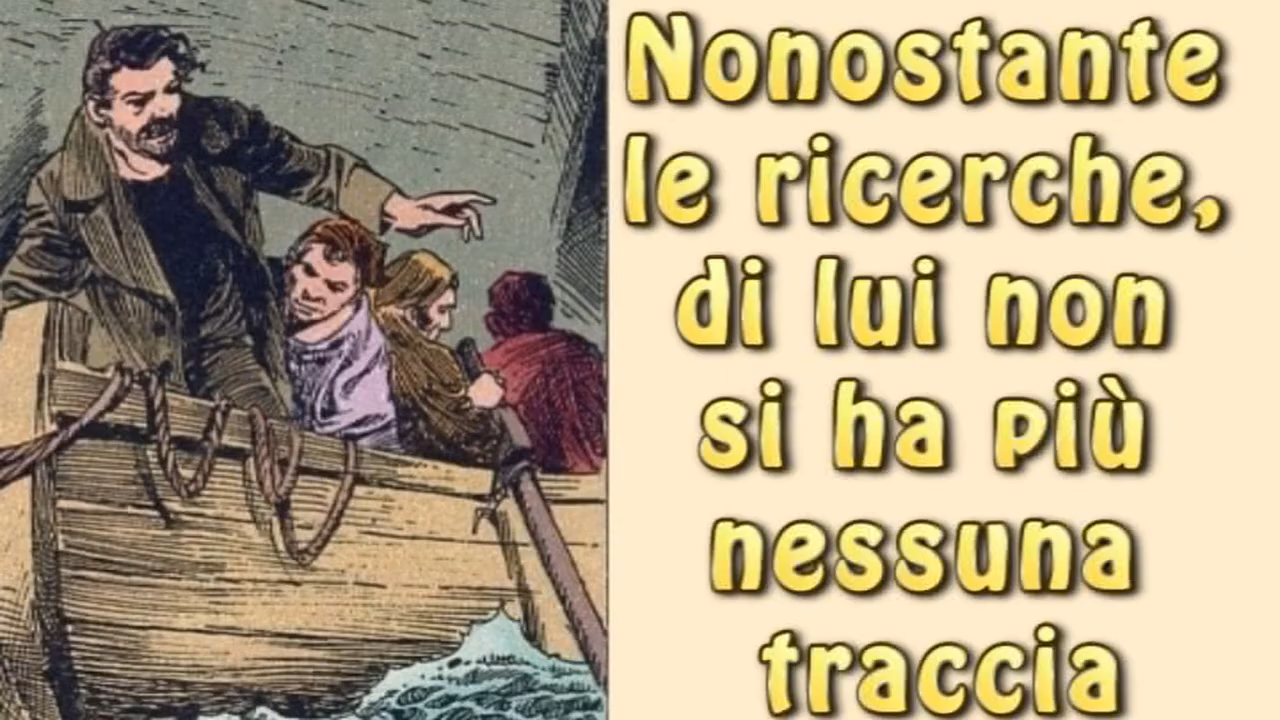 Nonostante
le ricerche,
di lui non
si ha più
nessuna
traccia